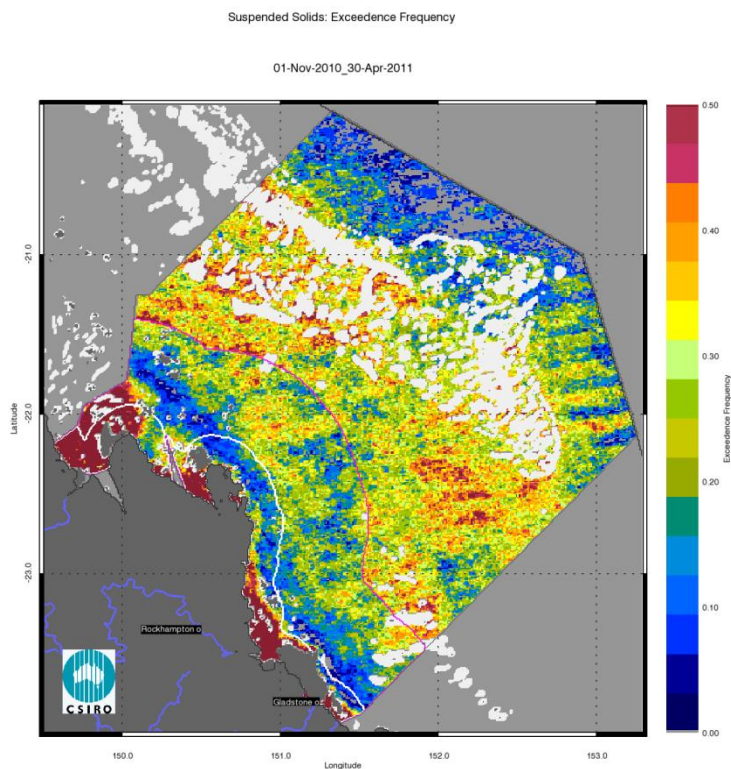 Suspended Solids: Exceedence Frequency
01-Nov-2010_30-Apr-2011
0.50
0.40
0.30
0.20
0.10
0.00
Exceedence Frequency
-21.0
-22.0
-23.0
Latitude
Rockhampton o
Gladstone o
CSIRO
150.0 151.0 152.0 153.0
Longitude